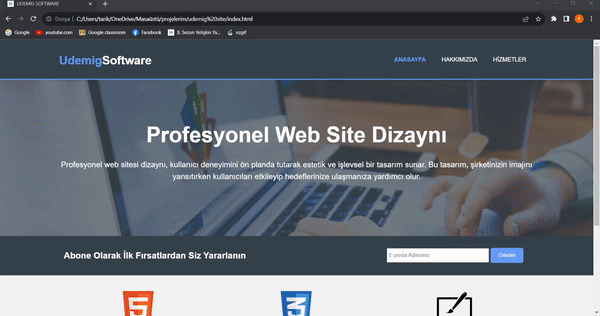 UDEMIG SOFTWARE
Dosya C:/Users/tarik/OneDrive/Masaüstü/projelerim/udemig%20site/index.html
Google youtube.com Google classroom Facebook 8. Sezon Yetişkin Ya... ezgif
UdemigSoftware ANASAYFA HAKKIMIZDA HİZMETLER
Profesyonel Web Site Dizaynı
Profesyonel web sitesi dizaynı, kullanıcı deneyimini ön planda tutarak estetik ve işlevsel bir tasarım sunar. Bu tasarım, şirketinizin imajını
yansıtırken kullanıcıları etkileyip hedeflerinize ulaşmanıza yardımcı olur.
Abone Olarak İlk Fırsatlardan Siz Yararlanın E-posta Adresiniz Gönder